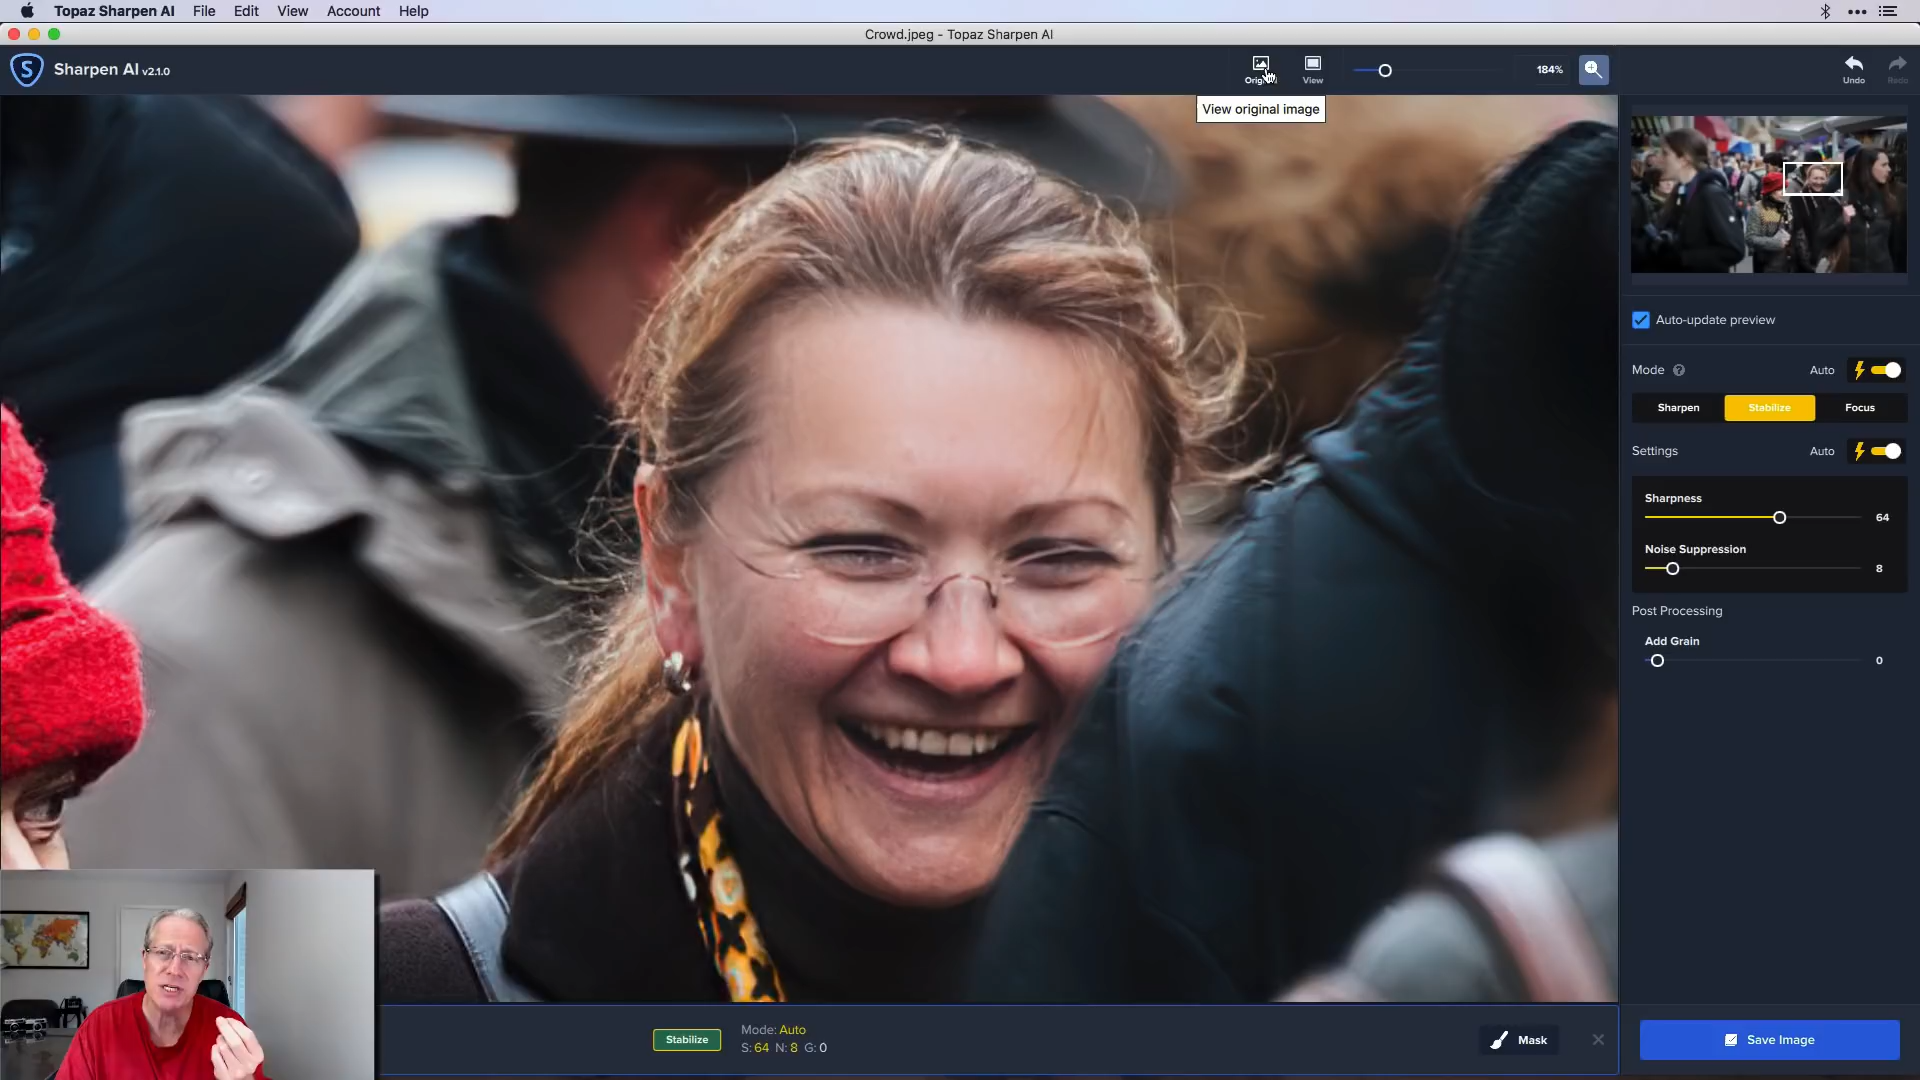 Topaz Sharpen AI File Edit View Account Help
Crowd.jpeg - Topaz Sharpen AI
Sharpen AI v2.1.0
View
184%
Undo
Redo
View original image
Auto-update preview
Mode ? Auto
Sharpen Stabilize Focus
Settings Auto
Sharpness
64
Noise Suppression
8
Post Processing
Add Grain
0
Stabilize
Mode: Auto
S: 64 N: 8 G: 0
Mask
Save Image